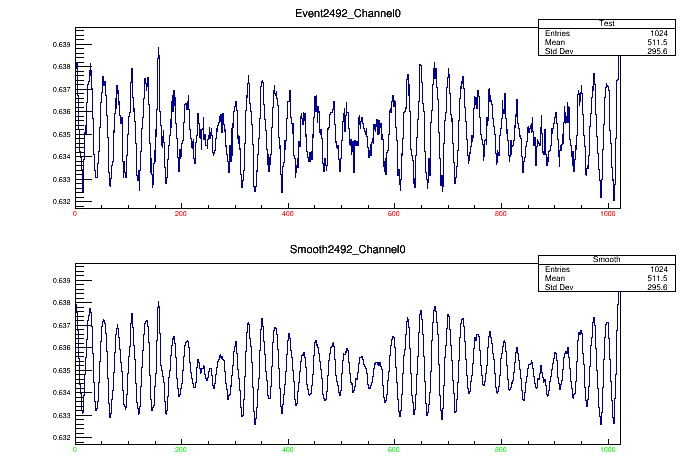 Event2492_Channel0
Test
Entries 1024
Mean 511.5
Std Dev 295.6
0.639
0.638
0.637
0.636
0.635
0.634
0.633
0.632
0 200 400 600 800 1000
Smooth2492_Channel0
Smooth
Entries 1024
Mean 511.5
Std Dev 295.6
0.639
0.638
0.637
0.636
0.635
0.634
0.633
0.632
0 200 400 600 800 1000